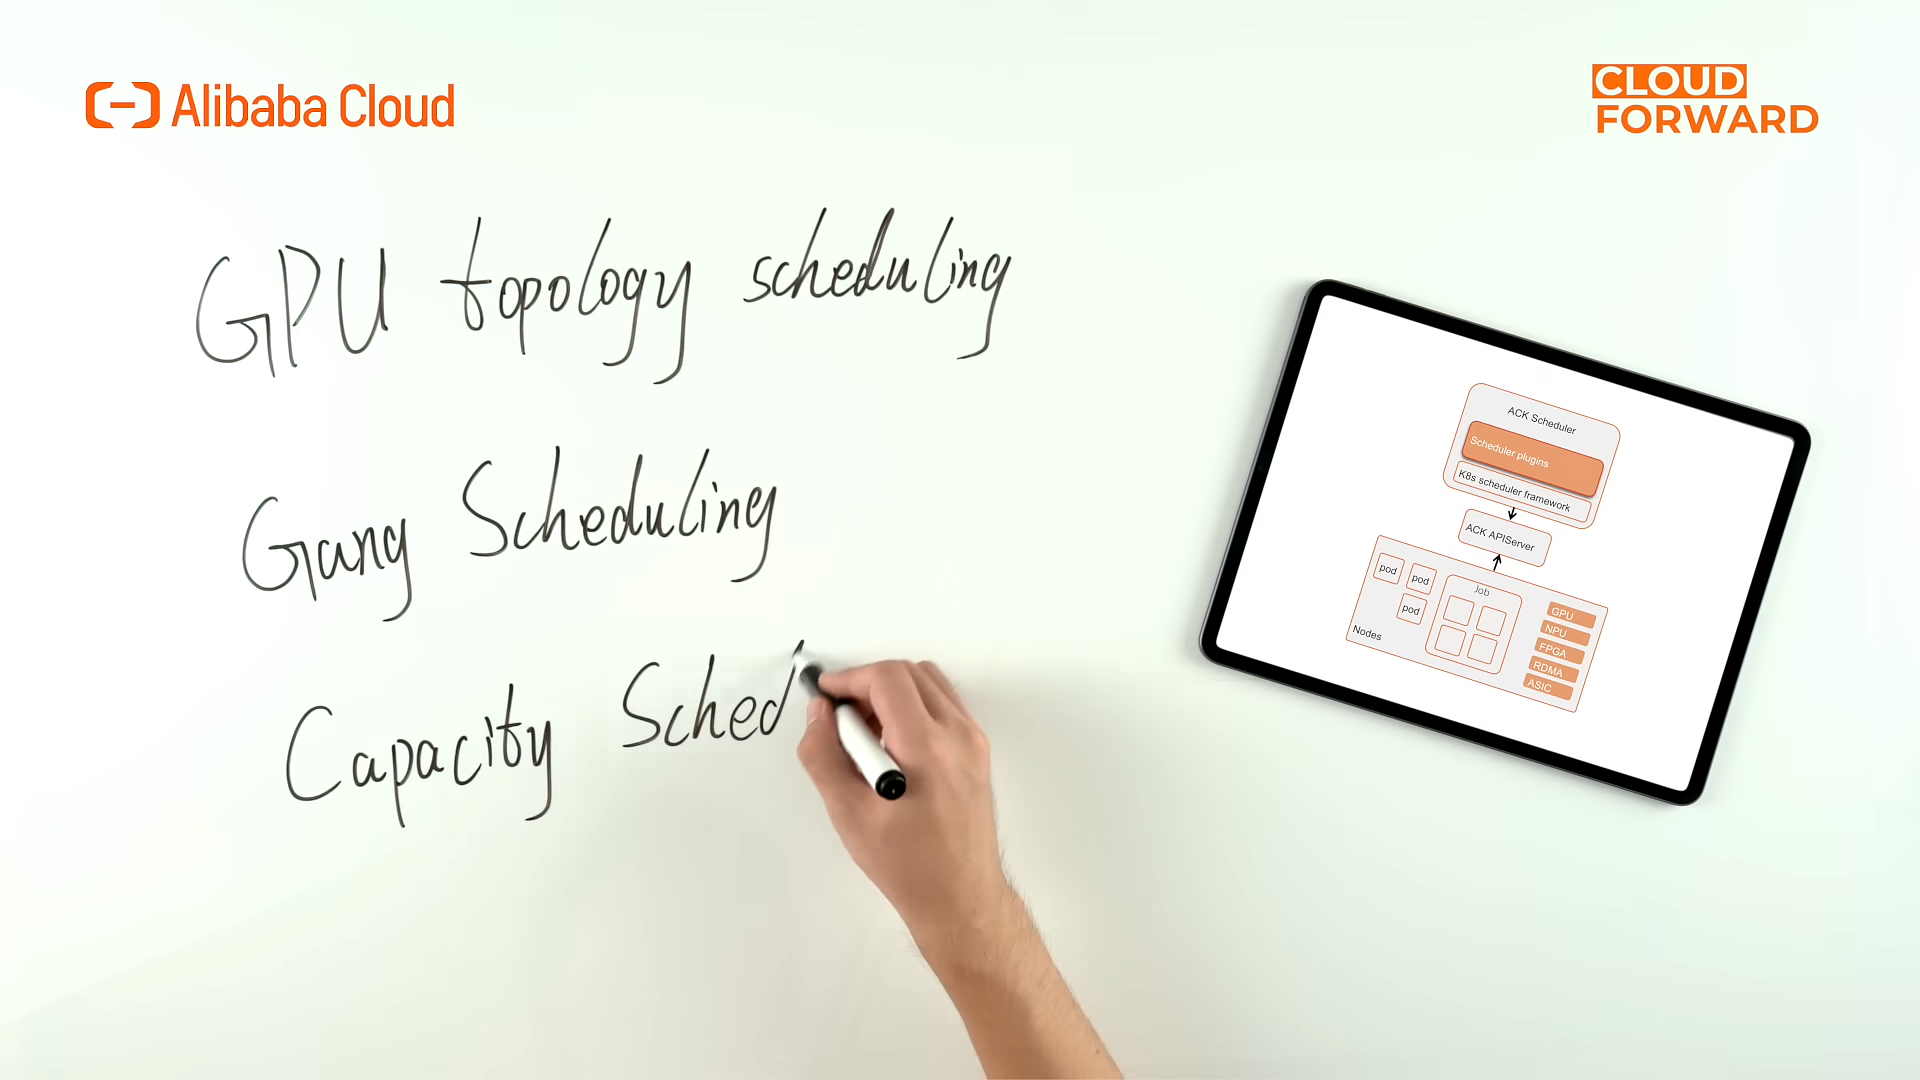 Alibaba Cloud
CLOUD
FORWARD
GPU topology scheduling
Gang Scheduling
Capacity Sched
ACK Scheduler
Scheduler plugins
K8s scheduler framework
ACK APIServer
pod
pod
pod
Job
Nodes
GPU
NPU
FPGA
RDMA
ASIC